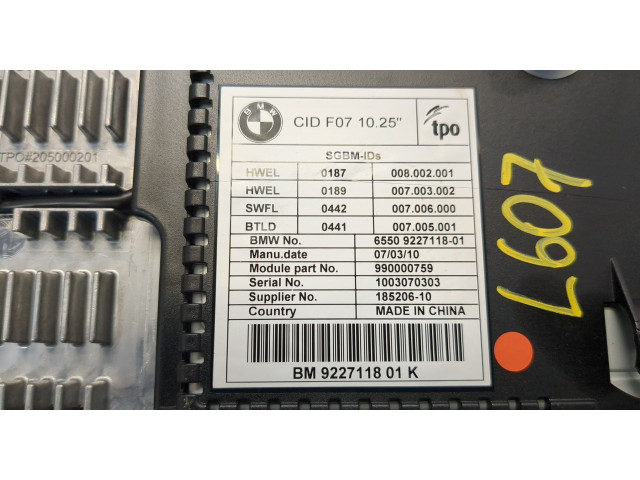 BMW
CID F07 10.25"
tpo
SGBM-IDs
HWEL 0187 008.002.001
HWEL 0189 007.003.002
SWFL 0442 007.006.000
BTLD 0441 007.005.001
BMW No. 6550 9227118-01
Manu.date 07/03/10
Module part No. 990000759
Serial No. 1003070303
Supplier No. 185206-10
Country MADE IN CHINA
BM 9227118 01 K
TPO#205000201
L607